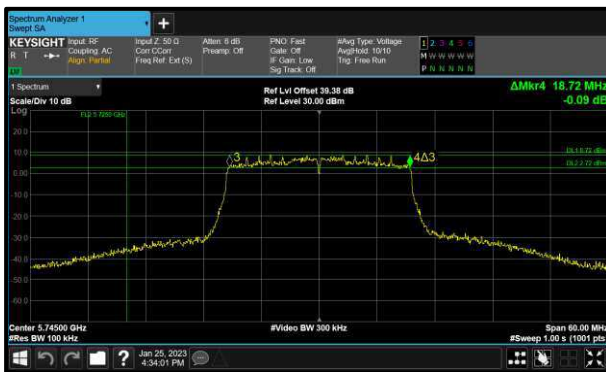 Spectrum Analyzer 1
Swept SA
KEYSIGHT
R T
Input: RF
Coupling: AC
Align: Partial
Input Z: 50 Ω
Corr CCorr
Freq Ref: Ext (S)
Atten: 8 dB
Preamp: Off
PNO: Fast
Gate: Off
IF Gain: Low
Sig Track: Off
#Avg Type: Voltage
Avg|Hold: 10/10
Trig: Free Run
1 2 3 4 5 6
M W W W W W
P N N N N N
1 Spectrum
Scale/Div 10 dB
Ref Lvl Offset 39.38 dB
Ref Level 30.00 dBm
ΔMkr4 18.72 MHz
-0.09 dB
Log
20.0
0.00
-10.0
-20.0
-30.0
-40.0
-50.0
-60.0
3
4Δ3
Center 5.74500 GHz
#Res BW 100 kHz
#Video BW 300 kHz
Span 60.00 MHz
#Sweep 1.00 s (1001 pts)
?
Jan 25, 2023
4:34:01 PM